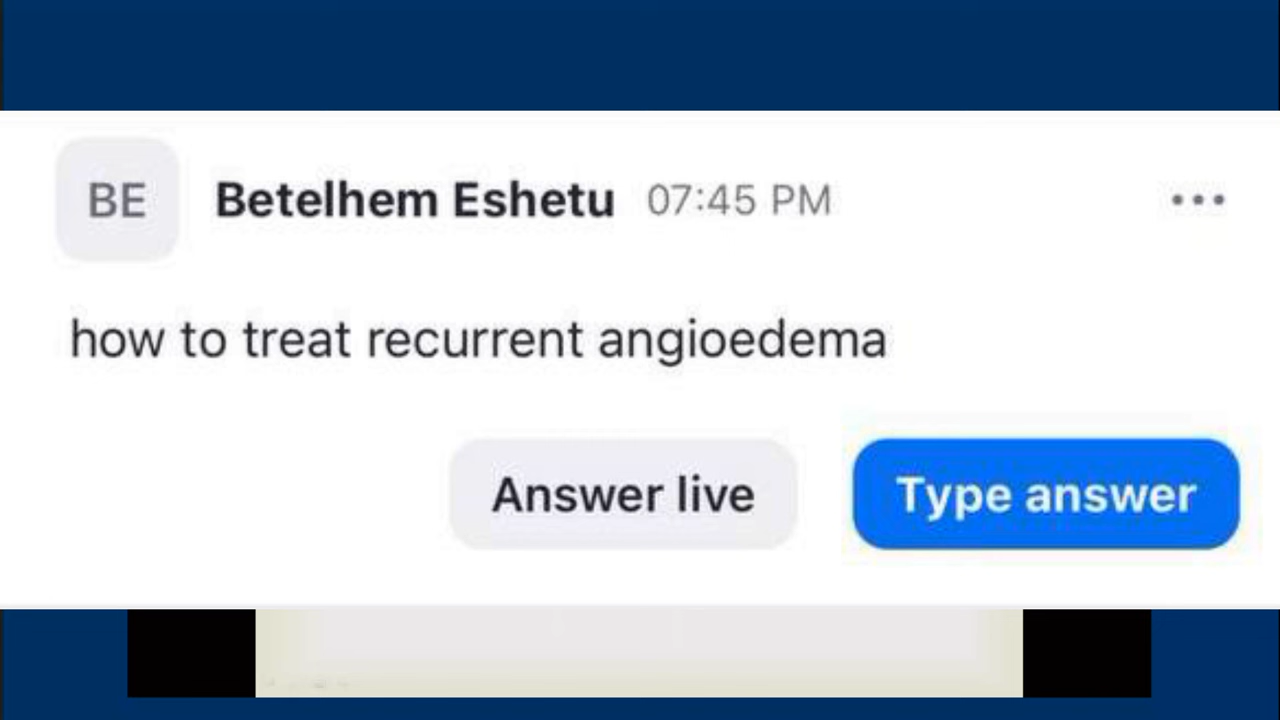 BE
Betelhem Eshetu 07:45 PM
how to treat recurrent angioedema
Answer live
Type answer